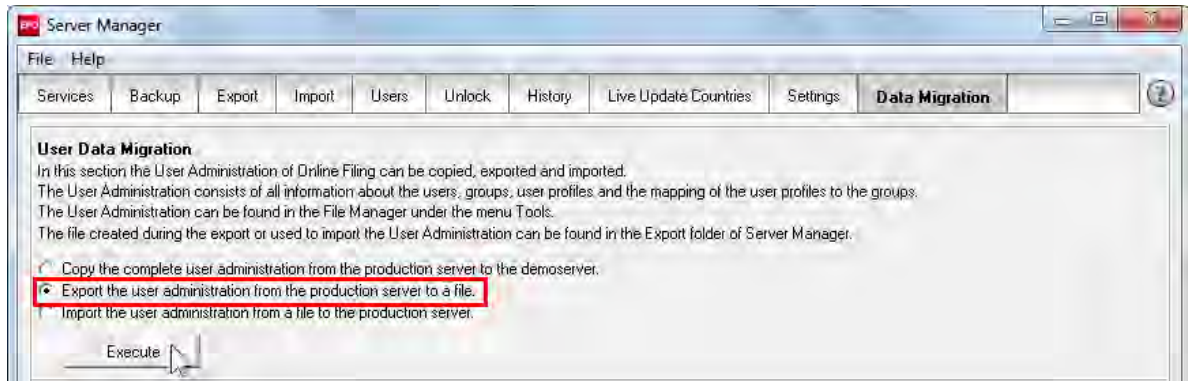 EPO Server Manager
File Help
Services Backup Export Import Users Unlock History Live Update Countries Settings Data Migration ?
User Data Migration
In this section the User Administration of Online Filing can be copied, exported and imported.
The User Administration consists of all information about the users, groups, user profiles and the mapping of the user profiles to the groups.
The User Administration can be found in the File Manager under the menu Tools.
The file created during the export or used to import the User Administration can be found in the Export folder of Server Manager.
Copy the complete user administration from the production server to the demoserver.
Export the user administration from the production server to a file.
Import the user administration from a file to the production server.
Execute